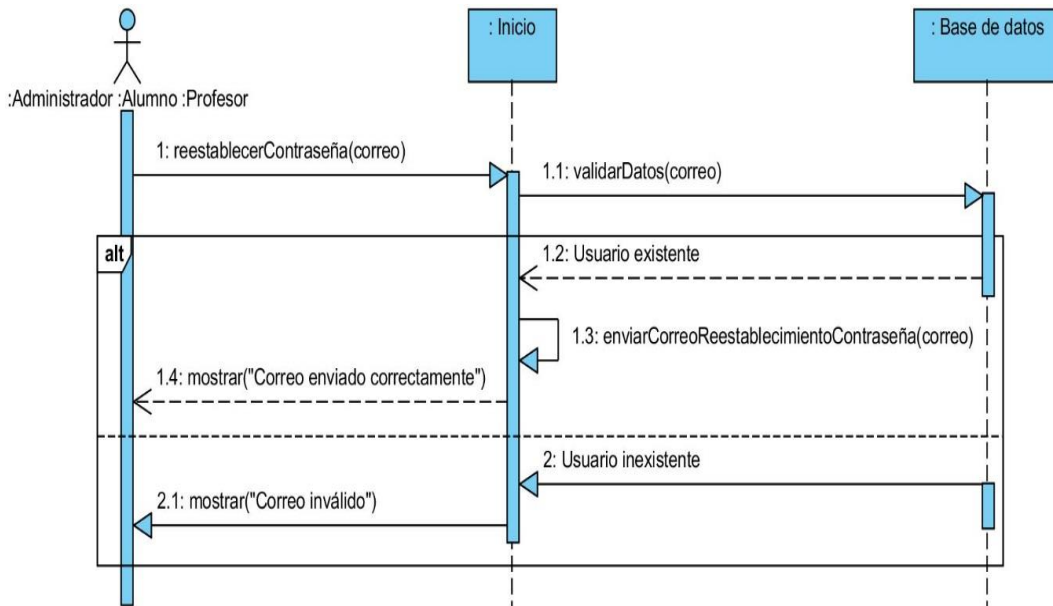 : Inicio
: Base de datos
:Administrador :Alumno :Profesor
1: reestablecerContraseña(correo)
1.1: validarDatos(correo)
alt
1.2: Usuario existente
1.3: enviarCorreoReestablecimientoContraseña(correo)
1.4: mostrar("Correo enviado correctamente")
2: Usuario inexistente
2.1: mostrar("Correo inválido")